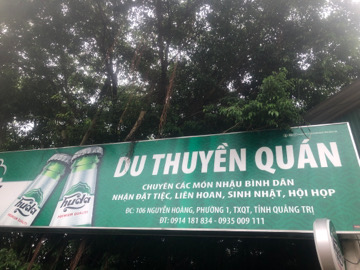 DU THUYỀN QUÁN
CHUYÊN CÁC MÓN NHẬU BÌNH DÂN
NHẬN ĐẶT TIỆC, LIÊN HOAN, SINH NHẬT, HỘI HỌP
ĐC: 106 NGUYỄN HOÀNG, PHƯỜNG 1, TXQT, TỈNH QUẢNG TRỊ
ĐT: 0914 181 834 - 0935 009 111
huda
huda